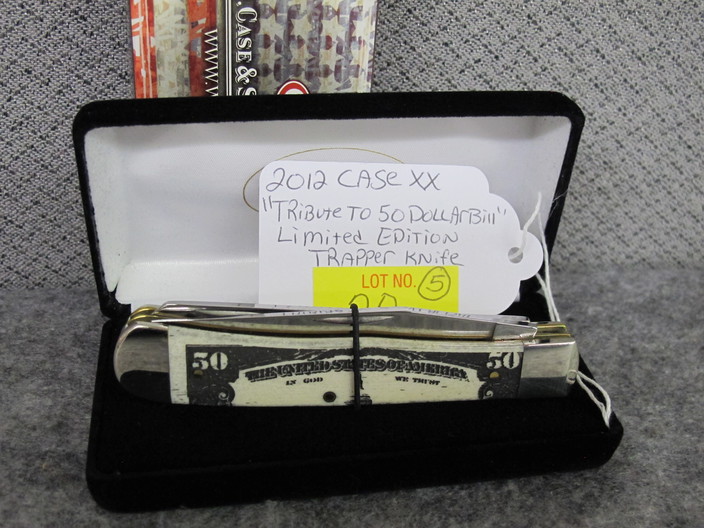 . CASE & S
WWW.
2012 CASE XX
"TRIBUTE TO 50 DOLLAR Bill"
LiMiTED EDITION
TRAPPER KNIFE
LOT NO. 5
50 THE UNITED STATES OF AMERICA 50
IN GOD WE TRUST